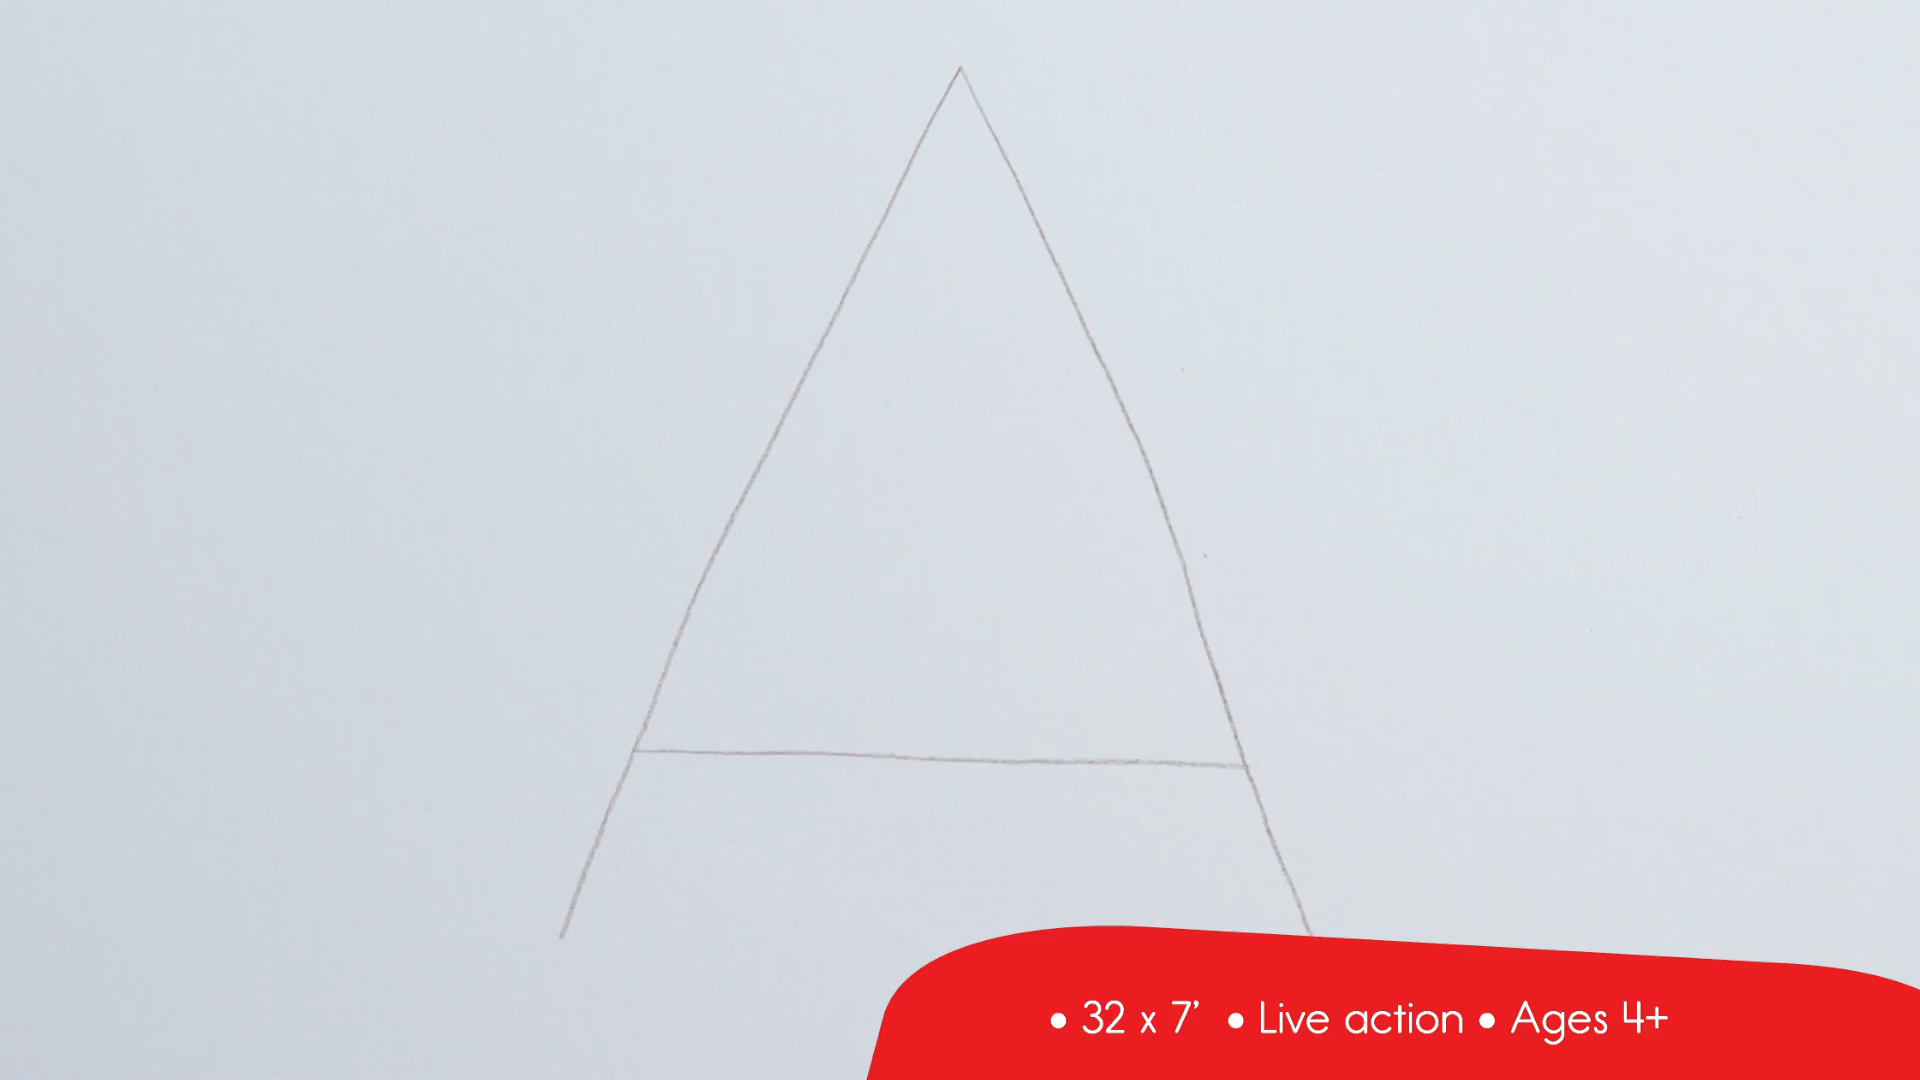 A
• 32 x 7’ • Live action • Ages 4+